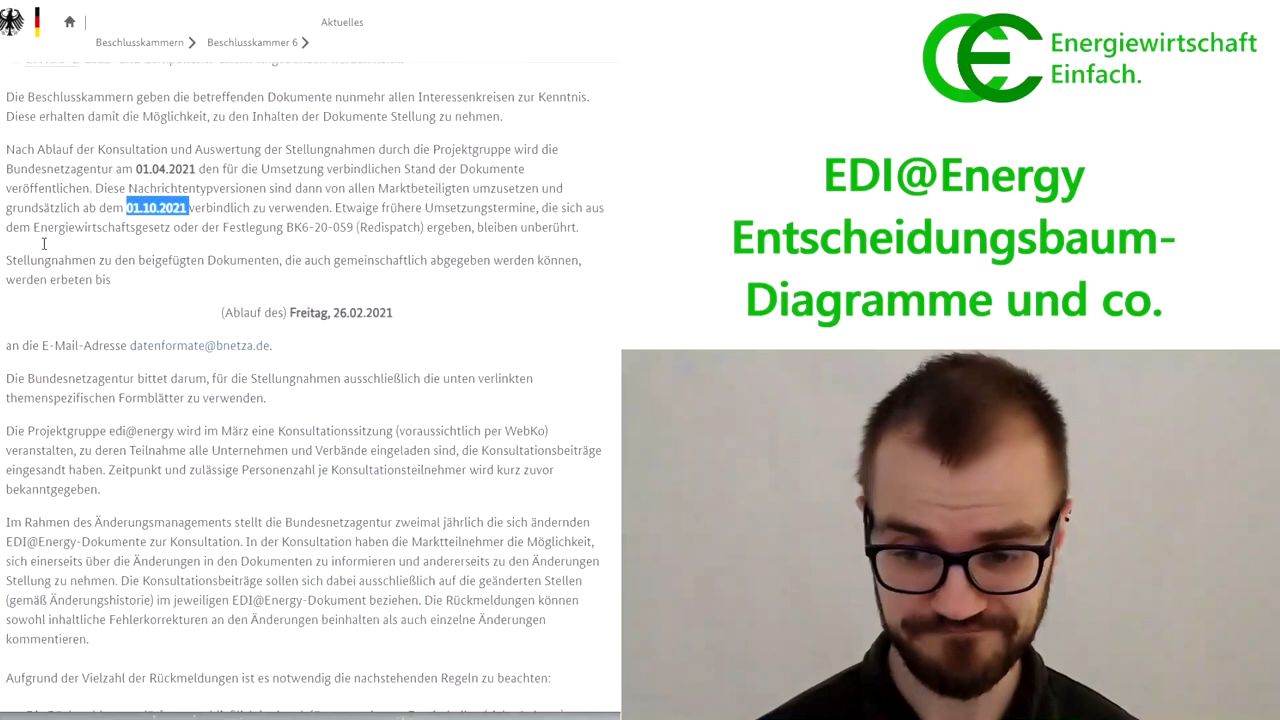 Aktuelles
Beschlusskammern
Beschlusskammer 6
Die Beschlusskammern geben die betreffenden Dokumente nunmehr allen Interessenkreisen zur Kenntnis.
Diese erhalten damit die Möglichkeit, zu den Inhalten der Dokumente Stellung zu nehmen.
Nach Ablauf der Konsultation und Auswertung der Stellungnahmen durch die Projektgruppe wird die
Bundesnetzagentur am 01.04.2021 den für die Umsetzung verbindlichen Stand der Dokumente
veröffentlichen. Diese Nachrichtentypversionen sind dann von allen Marktbeteiligten umzusetzen und
grundsätzlich ab dem 01.10.2021 verbindlich zu verwenden. Etwaige frühere Umsetzungstermine, die sich aus
dem Energiewirtschaftsgesetz oder der Festlegung BK6-20-059 (Redispatch) ergeben, bleiben unberührt.
Stellungnahmen zu den beigefügten Dokumenten, die auch gemeinschaftlich abgegeben werden können,
werden erbeten bis
(Ablauf des) Freitag, 26.02.2021
an die E-Mail-Adresse datenformate@bnetza.de.
Die Bundesnetzagentur bittet darum, für die Stellungnahmen ausschließlich die unten verlinkten
themenspezifischen Formblätter zu verwenden.
Die Projektgruppe edi@energy wird im März eine Konsultationssitzung (voraussichtlich per WebKo)
veranstalten, zu deren Teilnahme alle Unternehmen und Verbände eingeladen sind, die Konsultationsbeiträge
eingesandt haben. Zeitpunkt und zulässige Personenzahl je Konsultationsteilnehmer wird kurz zuvor
bekanntgegeben.
Im Rahmen des Änderungsmanagements stellt die Bundesnetzagentur zweimal jährlich die sich ändernden
EDI@Energy-Dokumente zur Konsultation. In der Konsultation haben die Marktteilnehmer die Möglichkeit,
sich einerseits über die Änderungen in den Dokumenten zu informieren und andererseits zu den Änderungen
Stellung zu nehmen. Die Konsultationsbeiträge sollen sich dabei ausschließlich auf die geänderten Stellen
(gemäß Änderungshistorie) im jeweiligen EDI@Energy-Dokument beziehen. Die Rückmeldungen können
sowohl inhaltliche Fehlerkorrekturen an den Änderungen beinhalten als auch einzelne Änderungen
kommentieren.
Aufgrund der Vielzahl der Rückmeldungen ist es notwendig die nachstehenden Regeln zu beachten:
Energiewirtschaft
Einfach.
EDI@Energy
Entscheidungsbaum-
Diagramme und co.